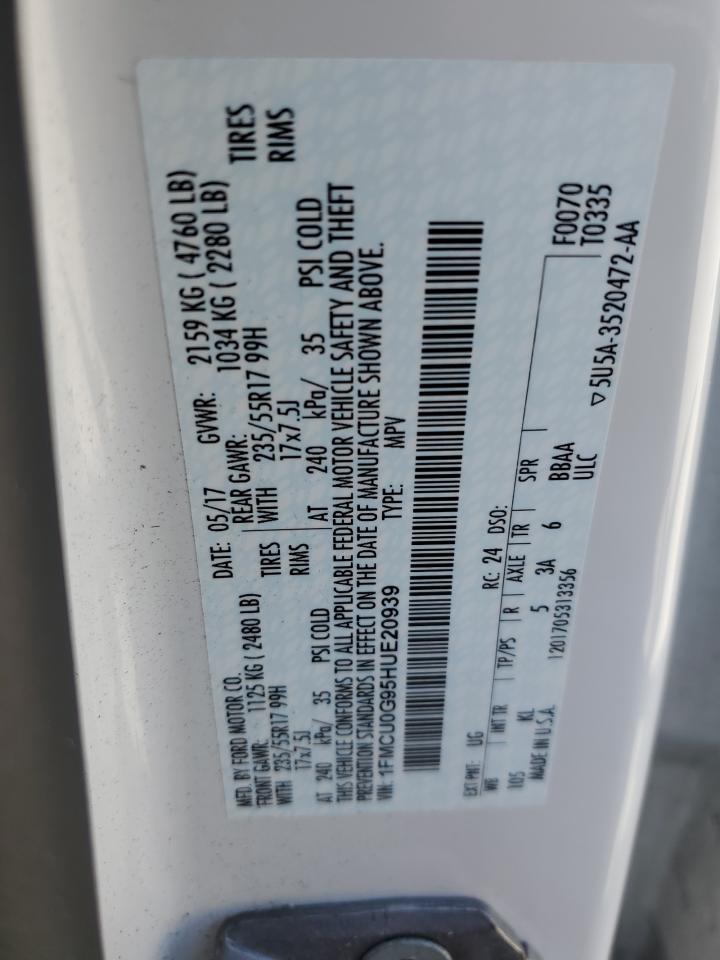 MFD. BY FORD MOTOR CO.
DATE: 05/17 GVWR: 2159 KG ( 4760 LB)
FRONT GAWR: 1125 KG ( 2480 LB) REAR GAWR: 1034 KG ( 2280 LB)
WITH 235/55R17 99H TIRES WITH 235/55R17 99H TIRES
17x7.5J RIMS 17x7.5J RIMS
AT 240 kPa/ 35 PSI COLD AT 240 kPa/ 35 PSI COLD
THIS VEHICLE CONFORMS TO ALL APPLICABLE FEDERAL MOTOR VEHICLE SAFETY AND THEFT
PREVENTION STANDARDS IN EFFECT ON THE DATE OF MANUFACTURE SHOWN ABOVE.
VIN: 1FMCU0G95HUE20939 TYPE: MPV
EXT PNT: UG RC: 24 DSO:
WB INT TR TP/PS R AXLE TR SPR
105 KL 5 3A 6 BBAA
MADE IN U.S.A. 1201705313356 ULC
F0070
T0335
▽5U5A-3520472-AA